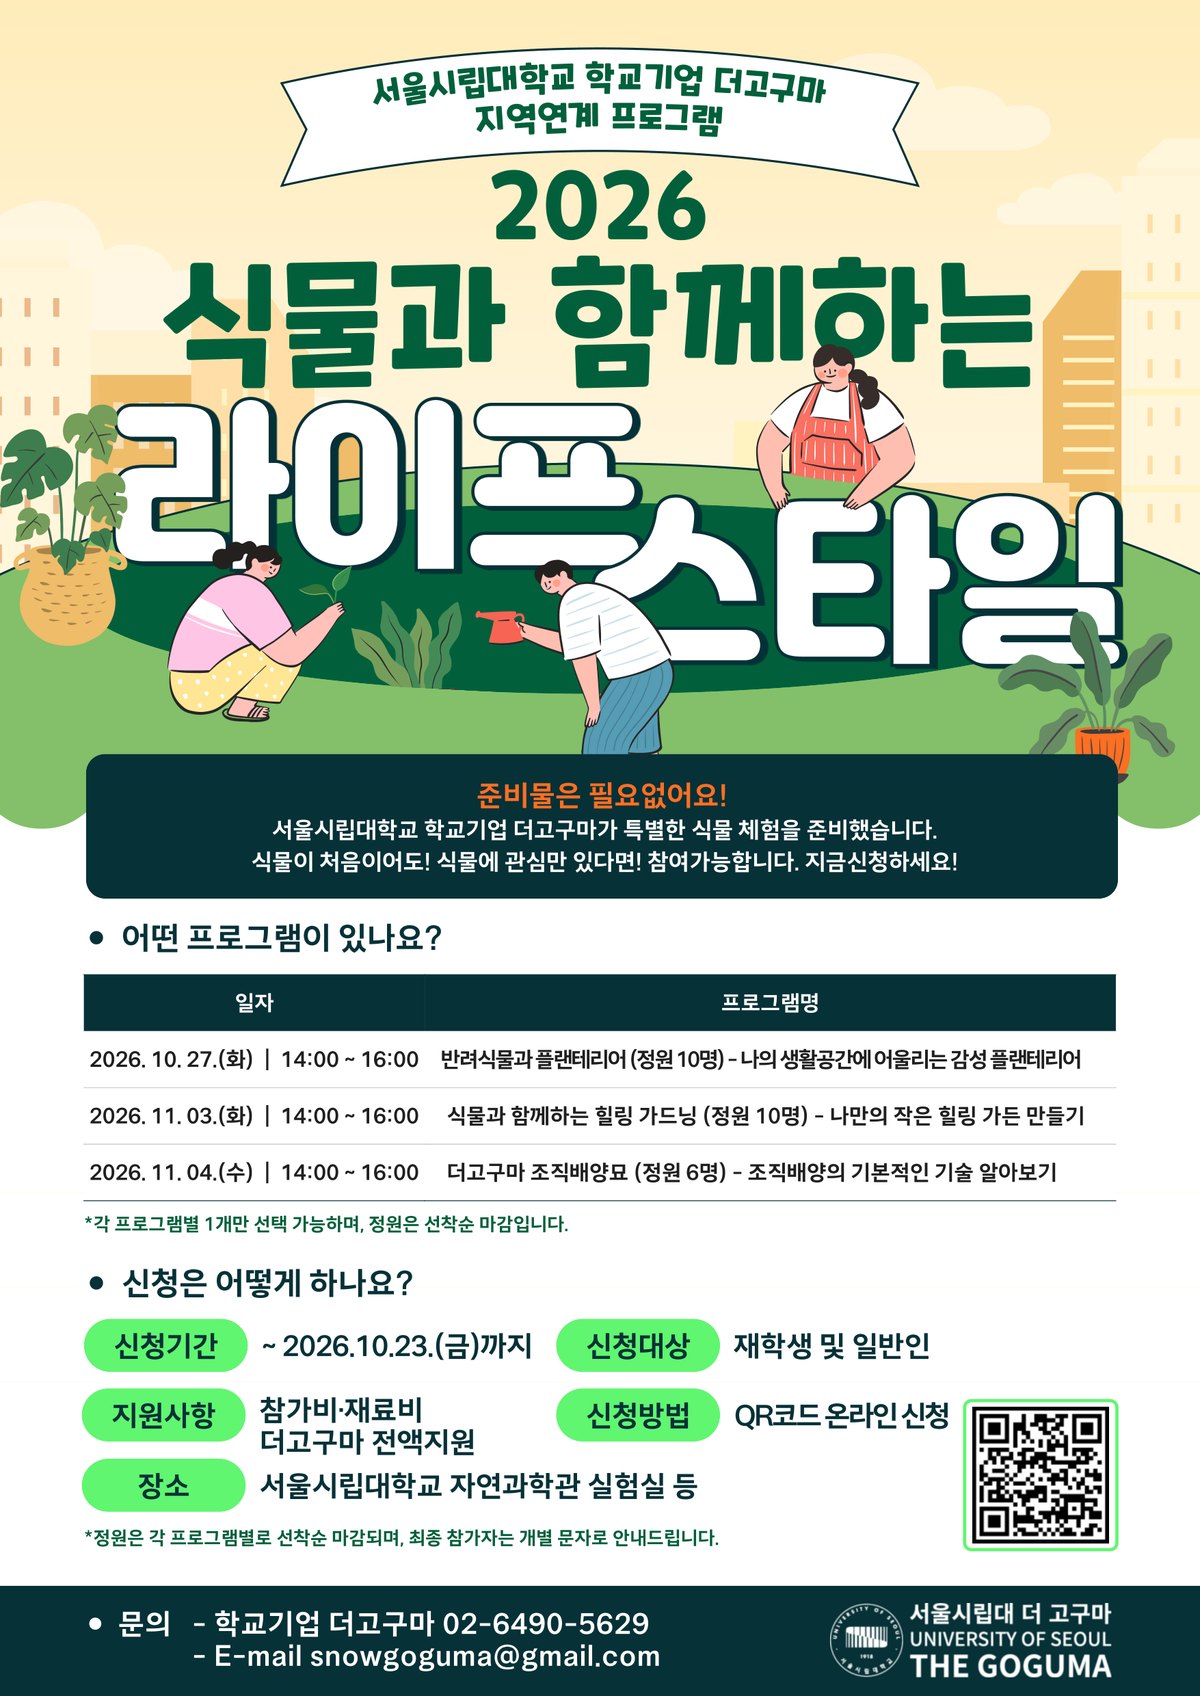 서울시립대학교 학교기업 더고구마
지역연계 프로그램
2026
식물과 함께하는
라이프스타일
준비물은 필요없어요!
서울시립대학교 학교기업 더고구마가 특별한 식물 체험을 준비했습니다.
식물이 처음이어도! 식물에 관심만 있다면! 참여가능합니다. 지금신청하세요!
• 어떤 프로그램이 있나요?
일자 프로그램명
2026. 10. 27.(화) | 14:00 ~ 16:00 반려식물과 플랜테리어 (정원 10명) - 나의 생활공간에 어울리는 감성 플랜테리어
2026. 11. 03.(화) | 14:00 ~ 16:00 식물과 함께하는 힐링 가드닝 (정원 10명) - 나만의 작은 힐링 가든 만들기
2026. 11. 04.(수) | 14:00 ~ 16:00 더고구마 조직배양묘 (정원 6명) - 조직배양의 기본적인 기술 알아보기
*각 프로그램별 1개만 선택 가능하며, 정원은 선착순 마감입니다.
• 신청은 어떻게 하나요?
신청기간 ~ 2026.10.23.(금)까지 신청대상 재학생 및 일반인
지원사항 참가비·재료비
더고구마 전액지원
신청방법 QR코드 온라인 신청
장소 서울시립대학교 자연과학관 실험실 등
*정원은 각 프로그램별로 선착순 마감되며, 최종 참가자는 개별 문자로 안내드립니다.
• 문의 - 학교기업 더고구마 02-6490-5629
- E-mail snowgoguma@gmail.com
UNIVERSITY OF SEOUL
1918
서울시립대학교
서울시립대 더 고구마
UNIVERSITY OF SEOUL
THE GOGUMA